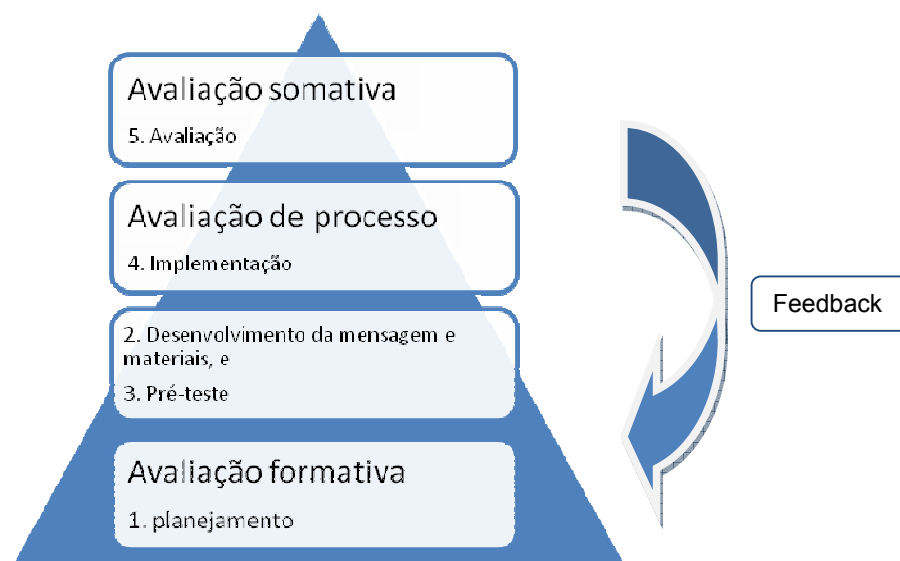 Avaliação somativa
5. Avaliação
Avaliação de processo
4. Implementação
2. Desenvolvimento da mensagem e
materiais, e
3. Pré-teste
Avaliação formativa
1. planejamento
Feedback